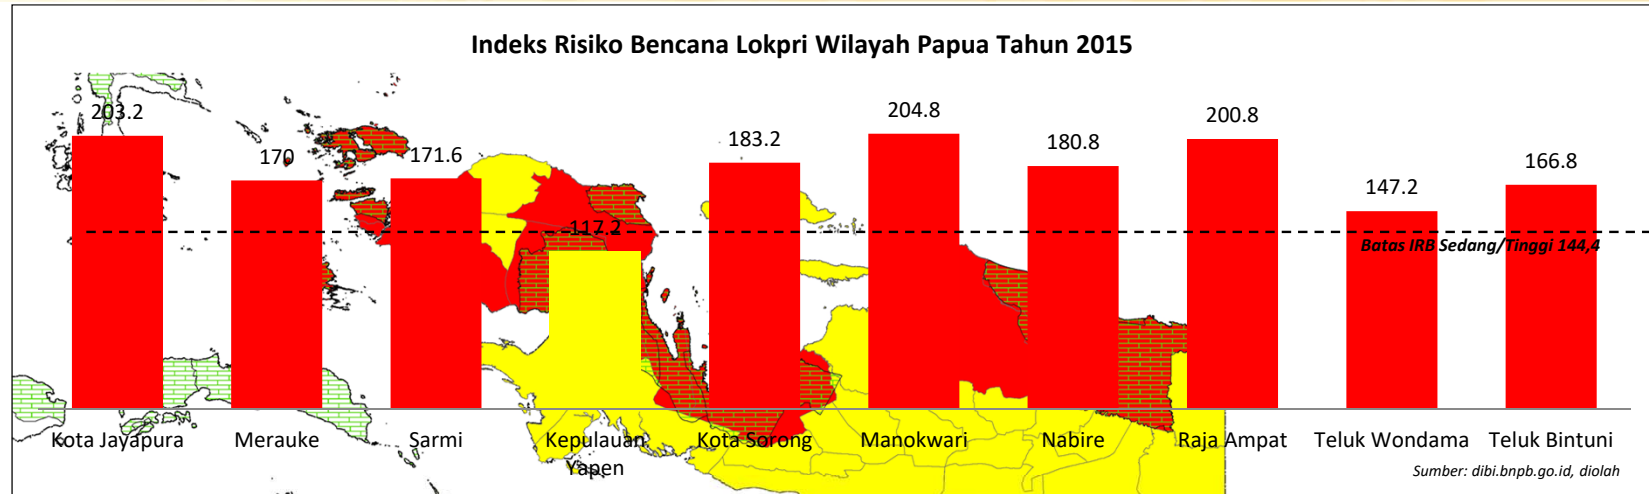 Indeks Risiko Bencana Lokpri Wilayah Papua Tahun 2015
203.2
170
171.6
117.2
183.2
204.8
180.8
200.8
147.2
166.8
Batas IRB Sedang/Tinggi 144,4
Kota Jayapura
Merauke
Sarmi
Kepulauan
Yapen
Kota Sorong
Manokwari
Nabire
Raja Ampat
Teluk Wondama
Teluk Bintuni
Sumber: dibi.bnpb.go.id, diolah